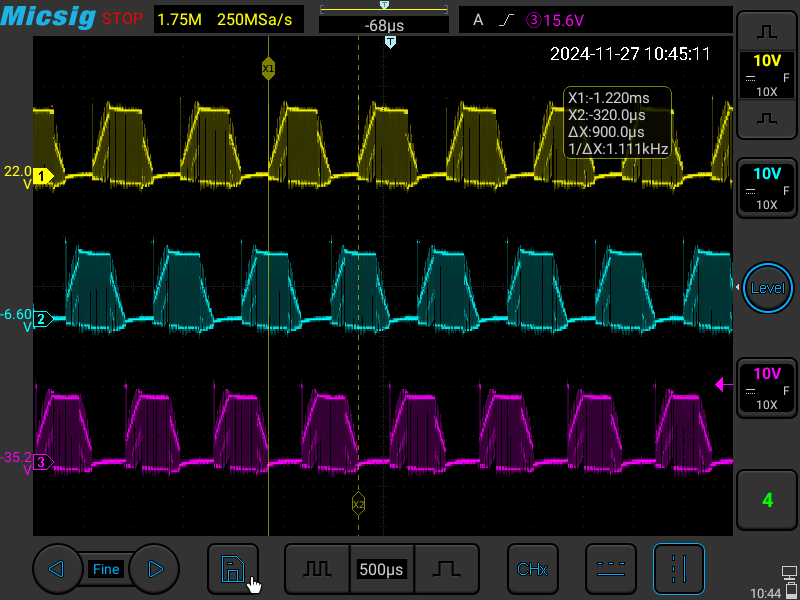 Micsig STOP 1.75M 250MSa/s -68µs A ③15.6V
T
2024-11-27 10:45:11
X1
X1:-1.220ms
X2:-320.0µs
ΔX:900.0µs
1/ΔX:1.111kHz
10V
F
10X
22.0
V
1
10V
F
10X
Level
-6.60
V
2
10V
F
10X
-35.2
V
3
X2
4
Fine
500µs
CHx
10:44